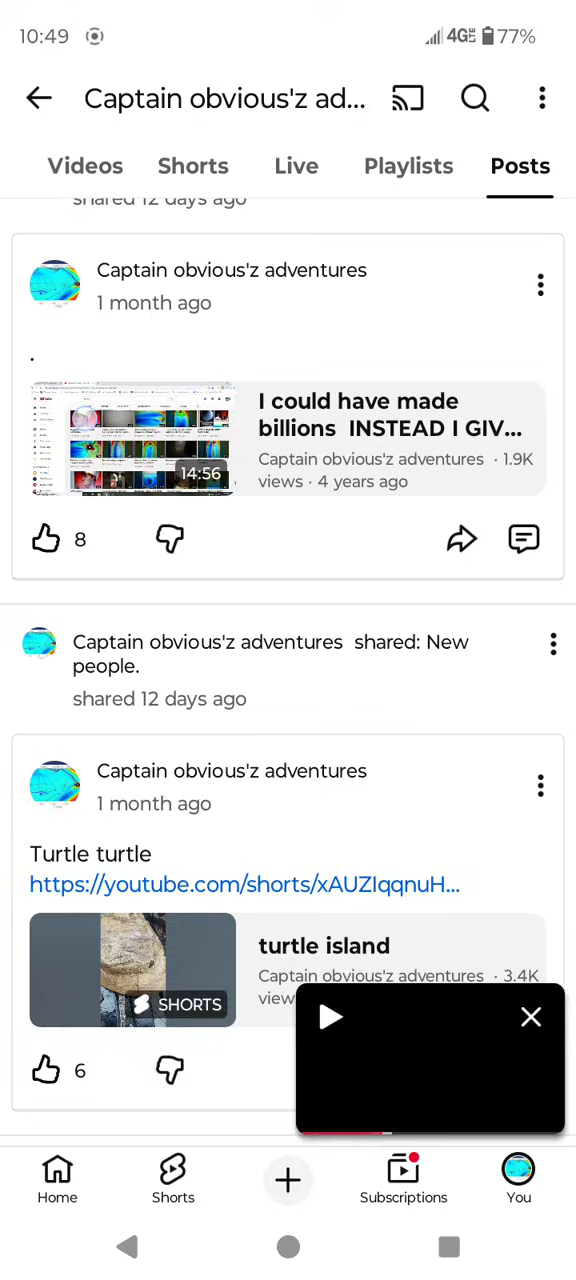 10:49
4G LTE 77%
Captain obvious'z ad...
Videos Shorts Live Playlists Posts
shared 12 days ago
Captain obvious'z adventures
1 month ago
.
I could have made
billions INSTEAD I GIV...
Captain obvious'z adventures · 1.9K
views · 4 years ago
14:56
8
Captain obvious'z adventures shared: New
people.
shared 12 days ago
Captain obvious'z adventures
1 month ago
Turtle turtle
https://youtube.com/shorts/xAUZIqqnuH...
turtle island
Captain obvious'z adventures · 3.4K
view
SHORTS
6
Home Shorts Subscriptions You